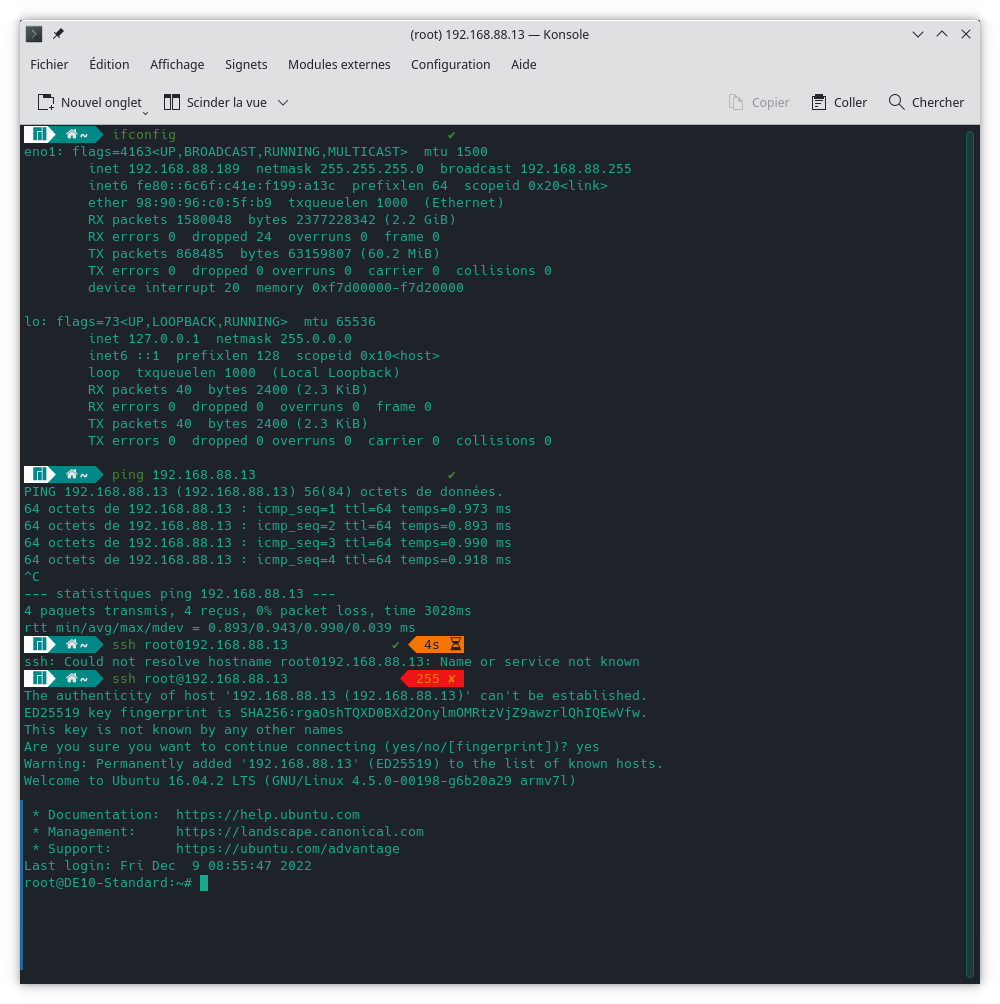 (root) 192.168.88.13 — Konsole
Fichier Édition Affichage Signets Modules externes Configuration Aide
Nouvel onglet Scinder la vue Copier Coller Chercher
~ ifconfig ✔
eno1: flags=4163<UP,BROADCAST,RUNNING,MULTICAST>  mtu 1500
        inet 192.168.88.189  netmask 255.255.255.0  broadcast 192.168.88.255
        inet6 fe80::6c6f:c41e:f199:a13c  prefixlen 64  scopeid 0x20<link>
        ether 98:90:96:c0:5f:b9  txqueuelen 1000  (Ethernet)
        RX packets 1580048  bytes 2377228342 (2.2 GiB)
        RX errors 0  dropped 24  overruns 0  frame 0
        TX packets 868485  bytes 63159807 (60.2 MiB)
        TX errors 0  dropped 0 overruns 0  carrier 0  collisions 0
        device interrupt 20  memory 0xf7d00000-f7d20000
lo: flags=73<UP,LOOPBACK,RUNNING>  mtu 65536
        inet 127.0.0.1  netmask 255.0.0.0
        inet6 ::1  prefixlen 128  scopeid 0x10<host>
        loop  txqueuelen 1000  (Local Loopback)
        RX packets 40  bytes 2400 (2.3 KiB)
        RX errors 0  dropped 0  overruns 0  frame 0
        TX packets 40  bytes 2400 (2.3 KiB)
        TX errors 0  dropped 0 overruns 0  carrier 0  collisions 0
~ ping 192.168.88.13 ✔
PING 192.168.88.13 (192.168.88.13) 56(84) octets de données.
64 octets de 192.168.88.13 : icmp_seq=1 ttl=64 temps=0.973 ms
64 octets de 192.168.88.13 : icmp_seq=2 ttl=64 temps=0.893 ms
64 octets de 192.168.88.13 : icmp_seq=3 ttl=64 temps=0.990 ms
64 octets de 192.168.88.13 : icmp_seq=4 ttl=64 temps=0.918 ms
^C
--- statistiques ping 192.168.88.13 ---
4 paquets transmis, 4 reçus, 0% packet loss, time 3028ms
rtt min/avg/max/mdev = 0.893/0.943/0.990/0.039 ms
~ ssh root0192.168.88.13 ✔ 4s
ssh: Could not resolve hostname root0192.168.88.13: Name or service not known
~ ssh root@192.168.88.13 255 ✘
The authenticity of host '192.168.88.13 (192.168.88.13)' can't be established.
ED25519 key fingerprint is SHA256:rgaOshTQXD0BXd2OnylmOMRtzVjZ9awzrlQhIQEwVfw.
This key is not known by any other names
Are you sure you want to continue connecting (yes/no/[fingerprint])? yes
Warning: Permanently added '192.168.88.13' (ED25519) to the list of known hosts.
Welcome to Ubuntu 16.04.2 LTS (GNU/Linux 4.5.0-00198-g6b20a29 armv7l)
 * Documentation:  https://help.ubuntu.com
 * Management:     https://landscape.canonical.com
 * Support:        https://ubuntu.com/advantage
Last login: Fri Dec  9 08:55:47 2022
root@DE10-Standard:~#